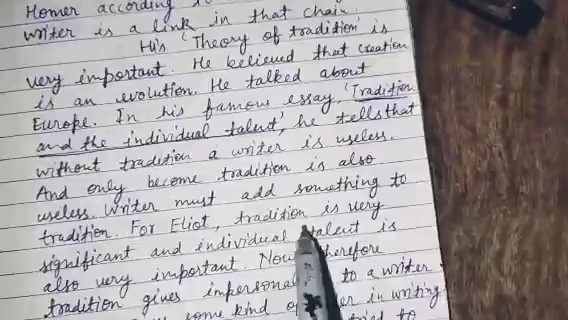 Homer according
writer is a link in that chain.
His 'Theory of tradition' is
very important. He believed that creation
is an evolution. He talked about
Europe. In his famous essay, 'Tradition
and the individual talent', he tells that
without tradition a writer is useless.
And only become tradition is also
useless. Writer must add something to
tradition. For Eliot, tradition is very
significant and individual talent is
also very important. Now
tradition gives to a writer
some kind of in writing
to